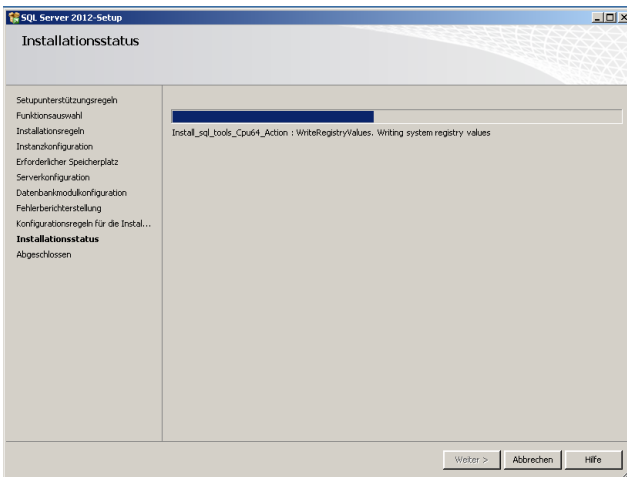 SQL Server 2012-Setup
Installationsstatus
Setupunterstützungsregeln
Funktionsauswahl
Installationsregeln
Instanzkonfiguration
Erforderlicher Speicherplatz
Serverkonfiguration
Datenbankmodulkonfiguration
Fehlerberichterstellung
Konfigurationsregeln für die Instal...
Installationsstatus
Abgeschlossen
Install_sql_tools_Cpu64_Action : WriteRegistryValues. Writing system registry values
Weiter > Abbrechen Hilfe